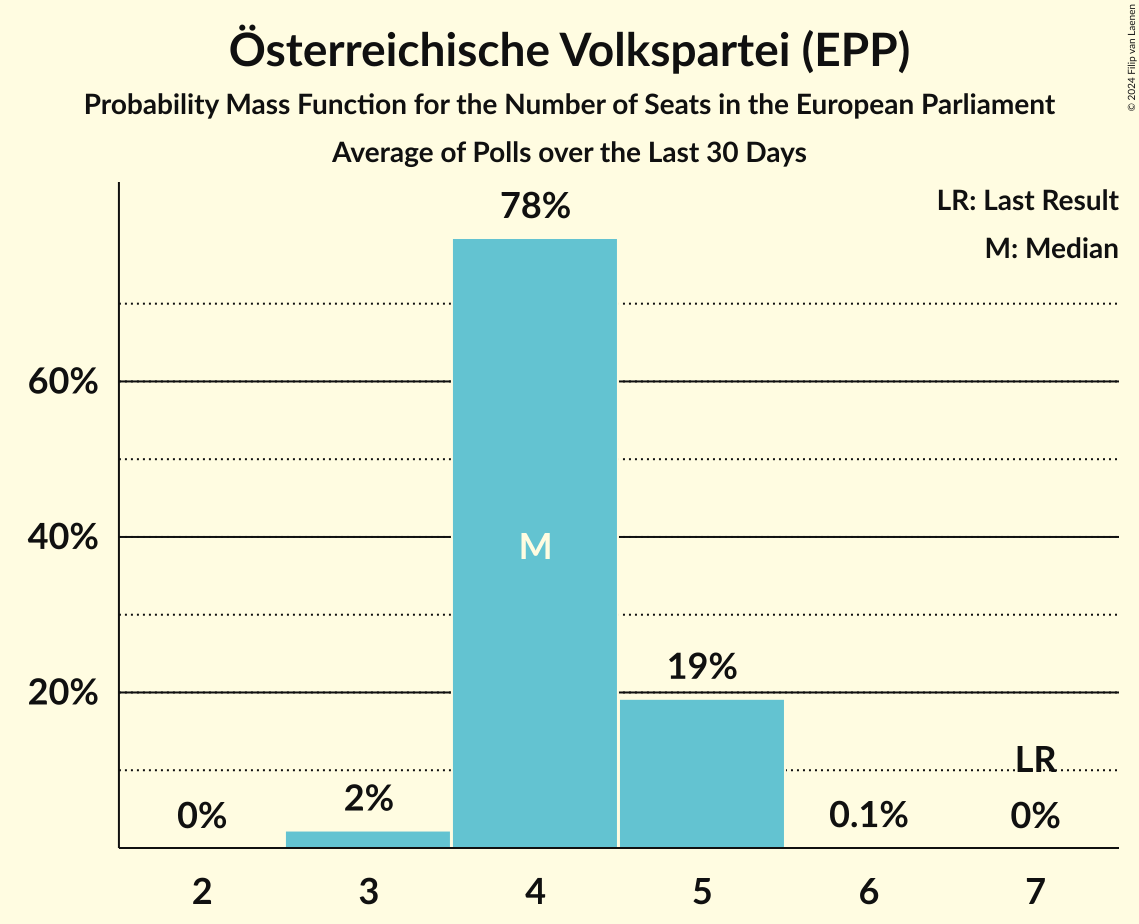 Österreichische Volkspartei (EPP)
Probability Mass Function for the Number of Seats in the European Parliament
Average of Polls over the Last 30 Days
© 2024 Filip van Laenen
LR: Last Result
M: Median
78%
60%
40%
20%
M
19%
LR
0%
2%
0.1%
0%
2 3 4 5 6 7